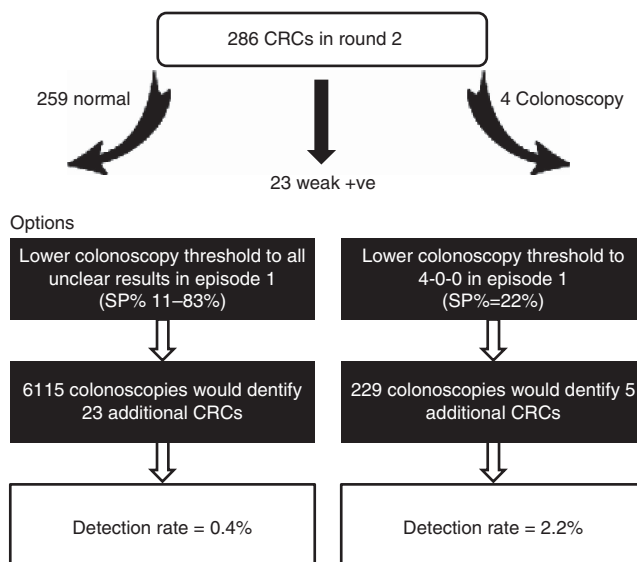 286 CRCs in round 2
259 normal
4 Colonoscopy
23 weak +ve
Options
Lower colonoscopy threshold to all
unclear results in episode 1
(SP% 11–83%)
Lower colonoscopy threshold to
4-0-0 in episode 1
(SP%=22%)
6115 colonoscopies would dentify
23 additional CRCs
229 colonoscopies would dentify 5
additional CRCs
Detection rate = 0.4%
Detection rate = 2.2%